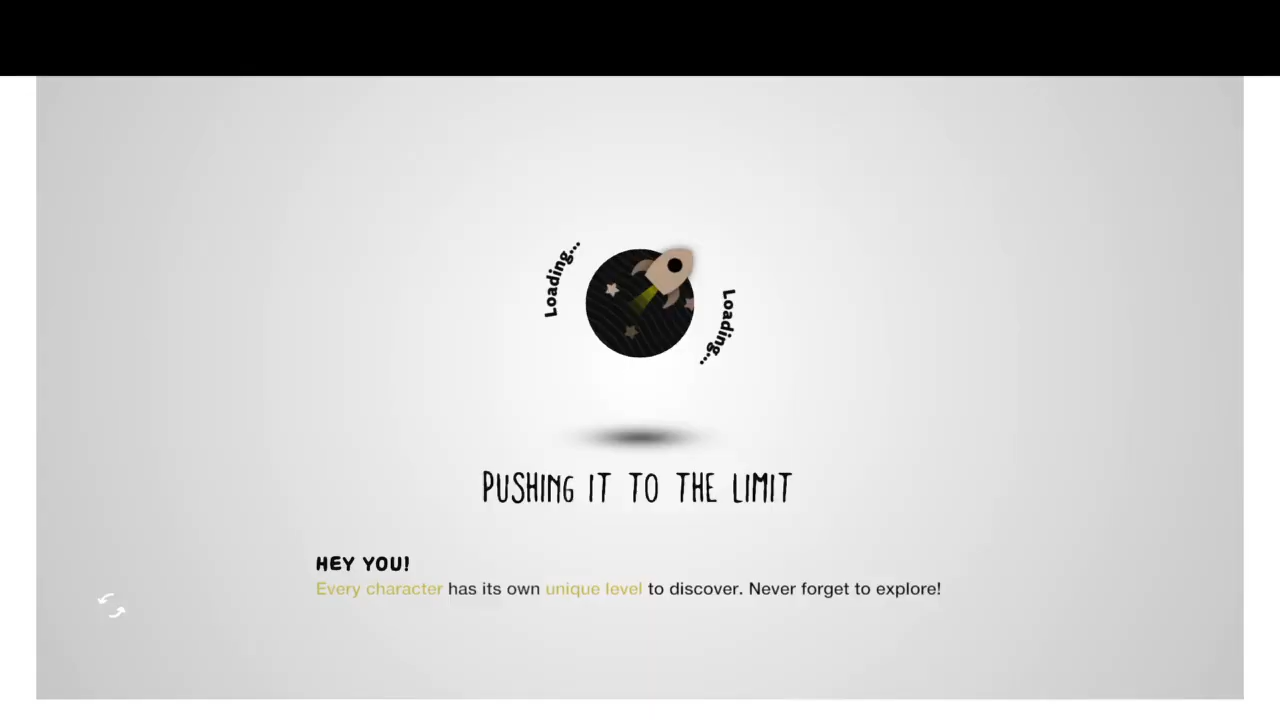 Loading...
Loading...
PUSHING IT TO THE LIMIT
HEY YOU!
Every character has its own unique level to discover. Never forget to explore!